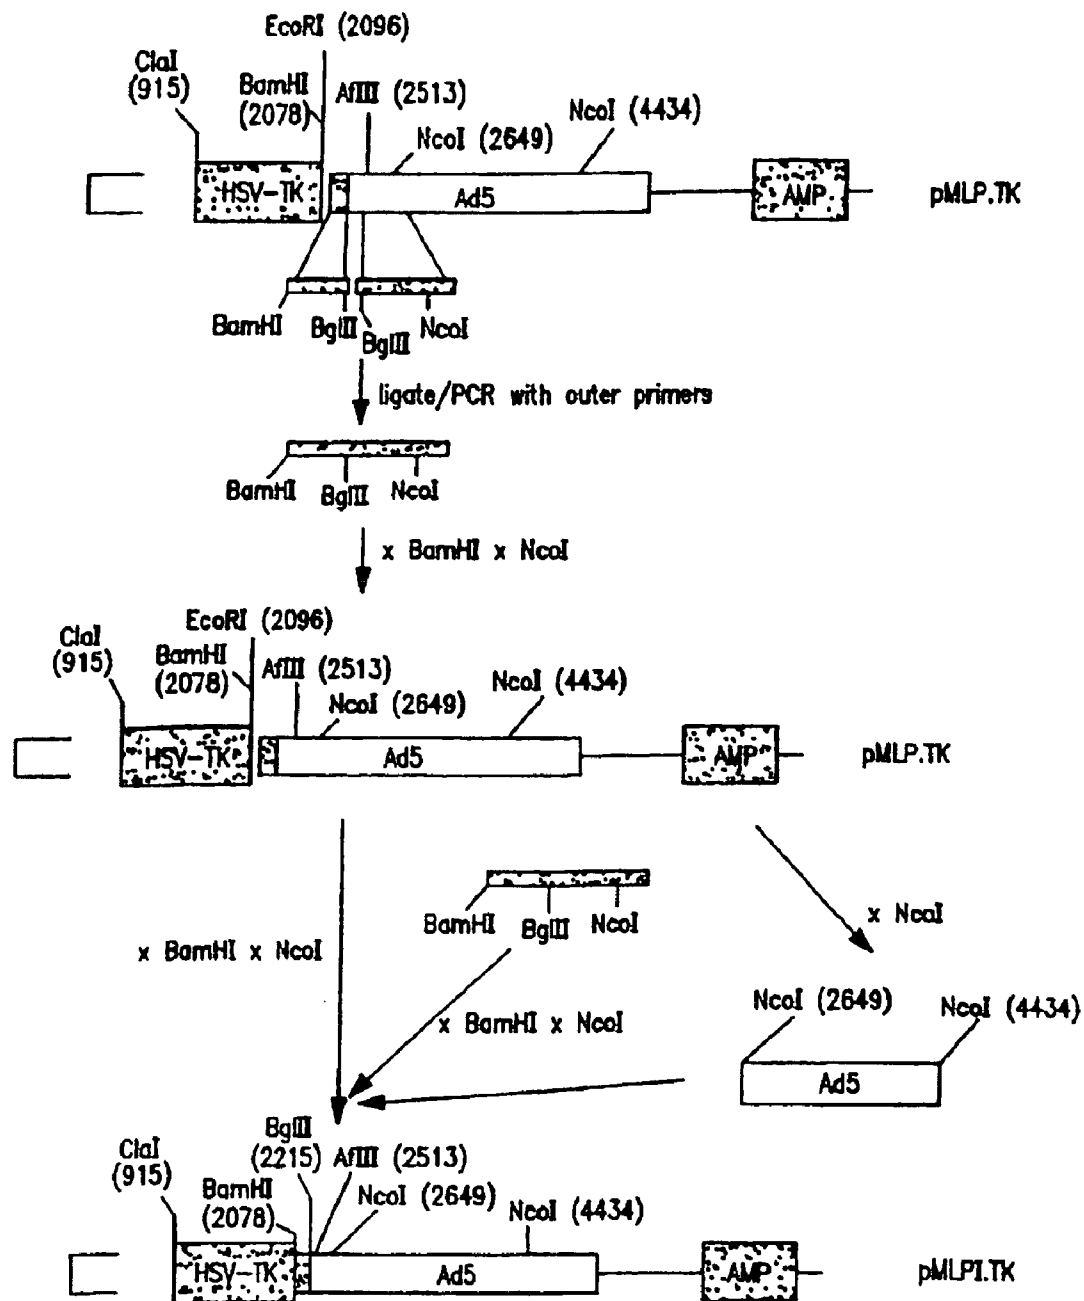 EcoRI (2096)
ClaI
(915)
BamHI
(2078)
AflII (2513)
NcoI (2649)
NcoI (4434)
HSV-TK
Ad5
AMP
pMLP.TK
BamHI
BglII
BglII
NcoI
ligate/PCR with outer primers
BamHI
BglII
NcoI
x BamHI x NcoI
EcoRI (2096)
ClaI
(915)
BamHI
(2078)
AflII (2513)
NcoI (2649)
NcoI (4434)
HSV-TK
Ad5
AMP
pMLP.TK
BamHI
BglII
NcoI
x NcoI
x BamHI x NcoI
x BamHI x NcoI
NcoI (2649)
NcoI (4434)
Ad5
BglII
(2215)
ClaI
(915)
AflII (2513)
BamHI
(2078)
NcoI (2649)
NcoI (4434)
HSV-TK
Ad5
AMP
pMLPI.TK